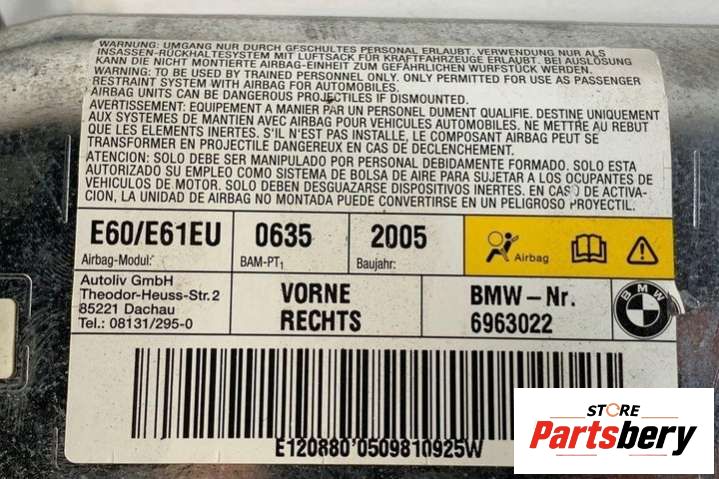 WARNUNG: UMGANG NUR DURCH GESCHULTES PERSONAL ERLAUBT. VERWENDUNG NUR ALS
INSASSEN-RÜCKHALTESYSTEM MIT LUFTSACK FÜR KRAFTFAHRZEUGE ERLAUBT. BEI AUSLÖSUNG
KANN DIE NICHT MONTIERTE AIRBAG-EINHEIT ZUM GEFÄHRLICHEN WURFSTÜCK WERDEN.
WARNING: TO BE USED BY TRAINED PERSONNEL ONLY. ONLY PERMITTED FOR USE AS PASSENGER
RESTRAINT SYSTEM WITH AIRBAG FOR AUTOMOBILES.
AIRBAG UNITS CAN BE DANGEROUS PROJECTILES IF DISMOUNTED.
AVERTISSEMENT: EQUIPEMENT A MANIER PAR UN PERSONEL DUMENT QUALIFIE. DESTINE UNIQUEMENT
AUX SYSTEMES DE MANTIEN AVEC AIRBAG POUR VEHICULES AUTOMOBILES. NE METTRE AU REBUT
QUE LES ELEMENTS INERTES. S'IL N'EST PAS INSTALLE, LE COMPOSANT AIRBAG PEUT SE
TRANSFORMER EN PROJECTILE DANGEREUX EN CAS DE DECLENCHEMENT.
ATENCION: SOLO DEBE SER MANIPULADO POR PERSONAL DEBIDAMENTE FORMADO. SOLO ESTA
AUTORIZADO SU EMPLEO COMO SISTEMA DE BOLSA DE AIRE PARA SUJETAR A LOS OCUPANTES DE
VEHICULOS DE MOTOR. SOLO DEBEN DESGUAZARSE DISPOSITIVOS INERTES. EN CASO DE ACTIVA-
CION, LA UNIDAD DE AIRBAG NO MONTADA PUEDE CONVERTIRSE EN UN PELIGROSO PROYECTIL.
E60/E61EU 0635 2005 Airbag
Airbag-Modul: BAM-PT1 Baujahr:
Autoliv GmbH
Theodor-Heuss-Str.2
85221 Dachau
Tel.: 08131/295-0
VORNE
RECHTS
BMW-Nr.
6963022
BMW
E120880'0509810925W
STORE
Partsbery